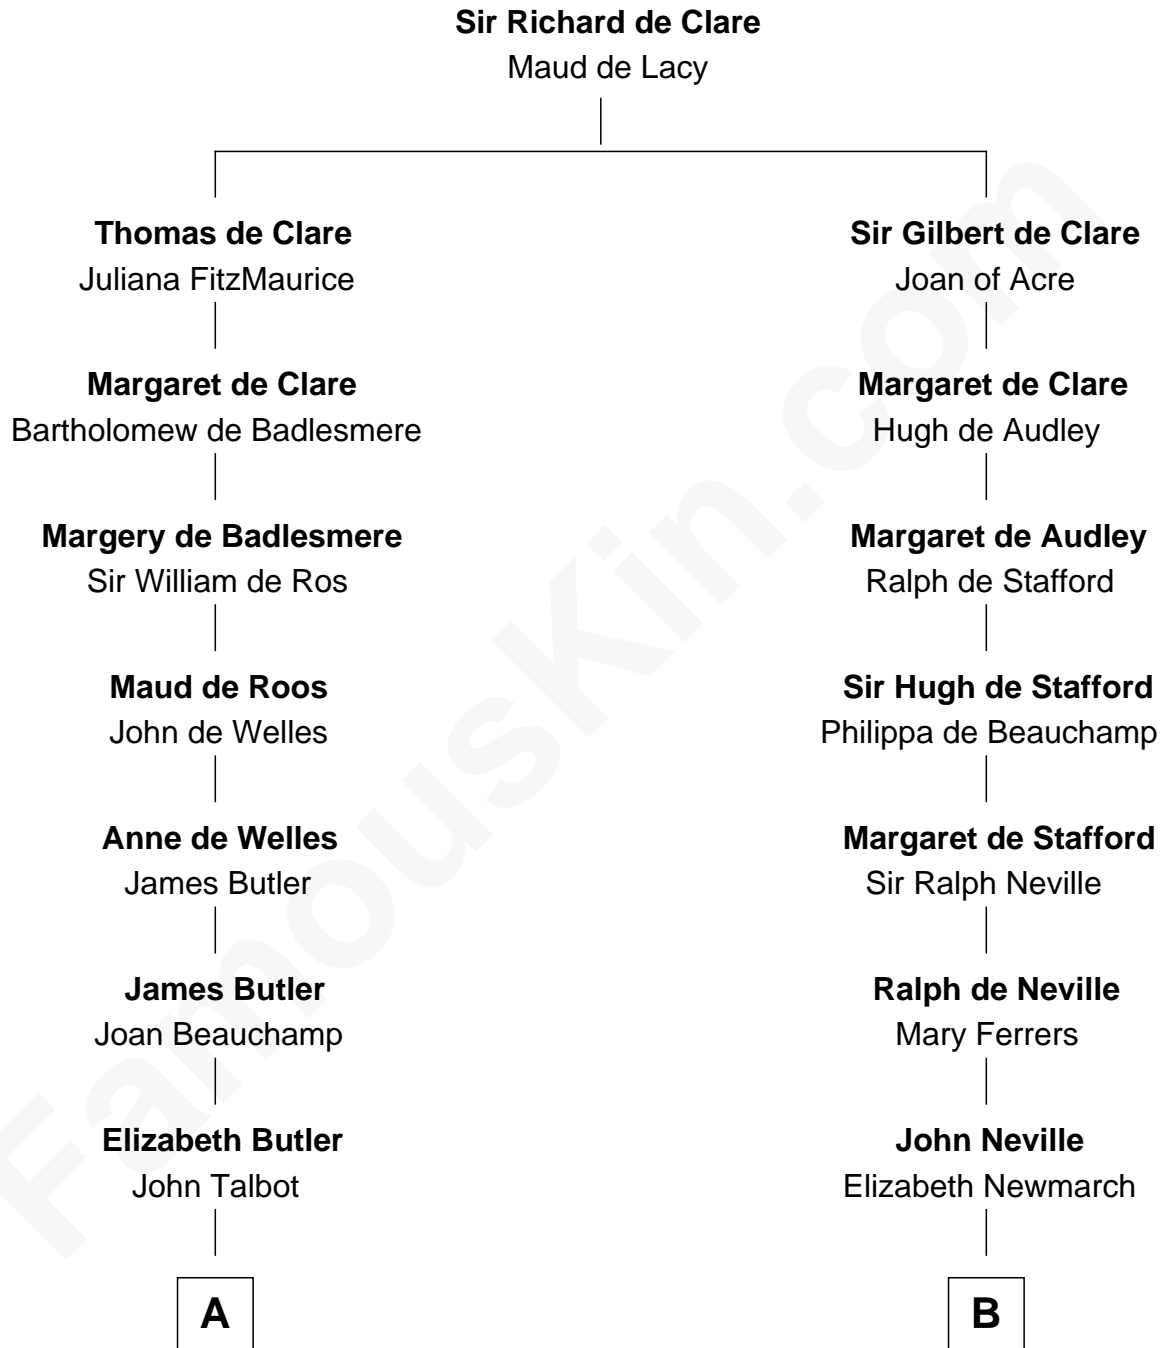 Sir Richard de Clare
Maud de Lacy
Thomas de Clare
Juliana FitzMaurice
Sir Gilbert de Clare
Joan of Acre
Margaret de Clare
Bartholomew de Badlesmere
Margaret de Clare
Hugh de Audley
Margery de Badlesmere
Sir William de Ros
Margaret de Audley
Ralph de Stafford
Maud de Roos
John de Welles
Sir Hugh de Stafford
Philippa de Beauchamp
Anne de Welles
James Butler
Margaret de Stafford
Sir Ralph Neville
James Butler
Joan Beauchamp
Ralph de Neville
Mary Ferrers
Elizabeth Butler
John Talbot
John Neville
Elizabeth Newmarch
A
B
FamousKin.com